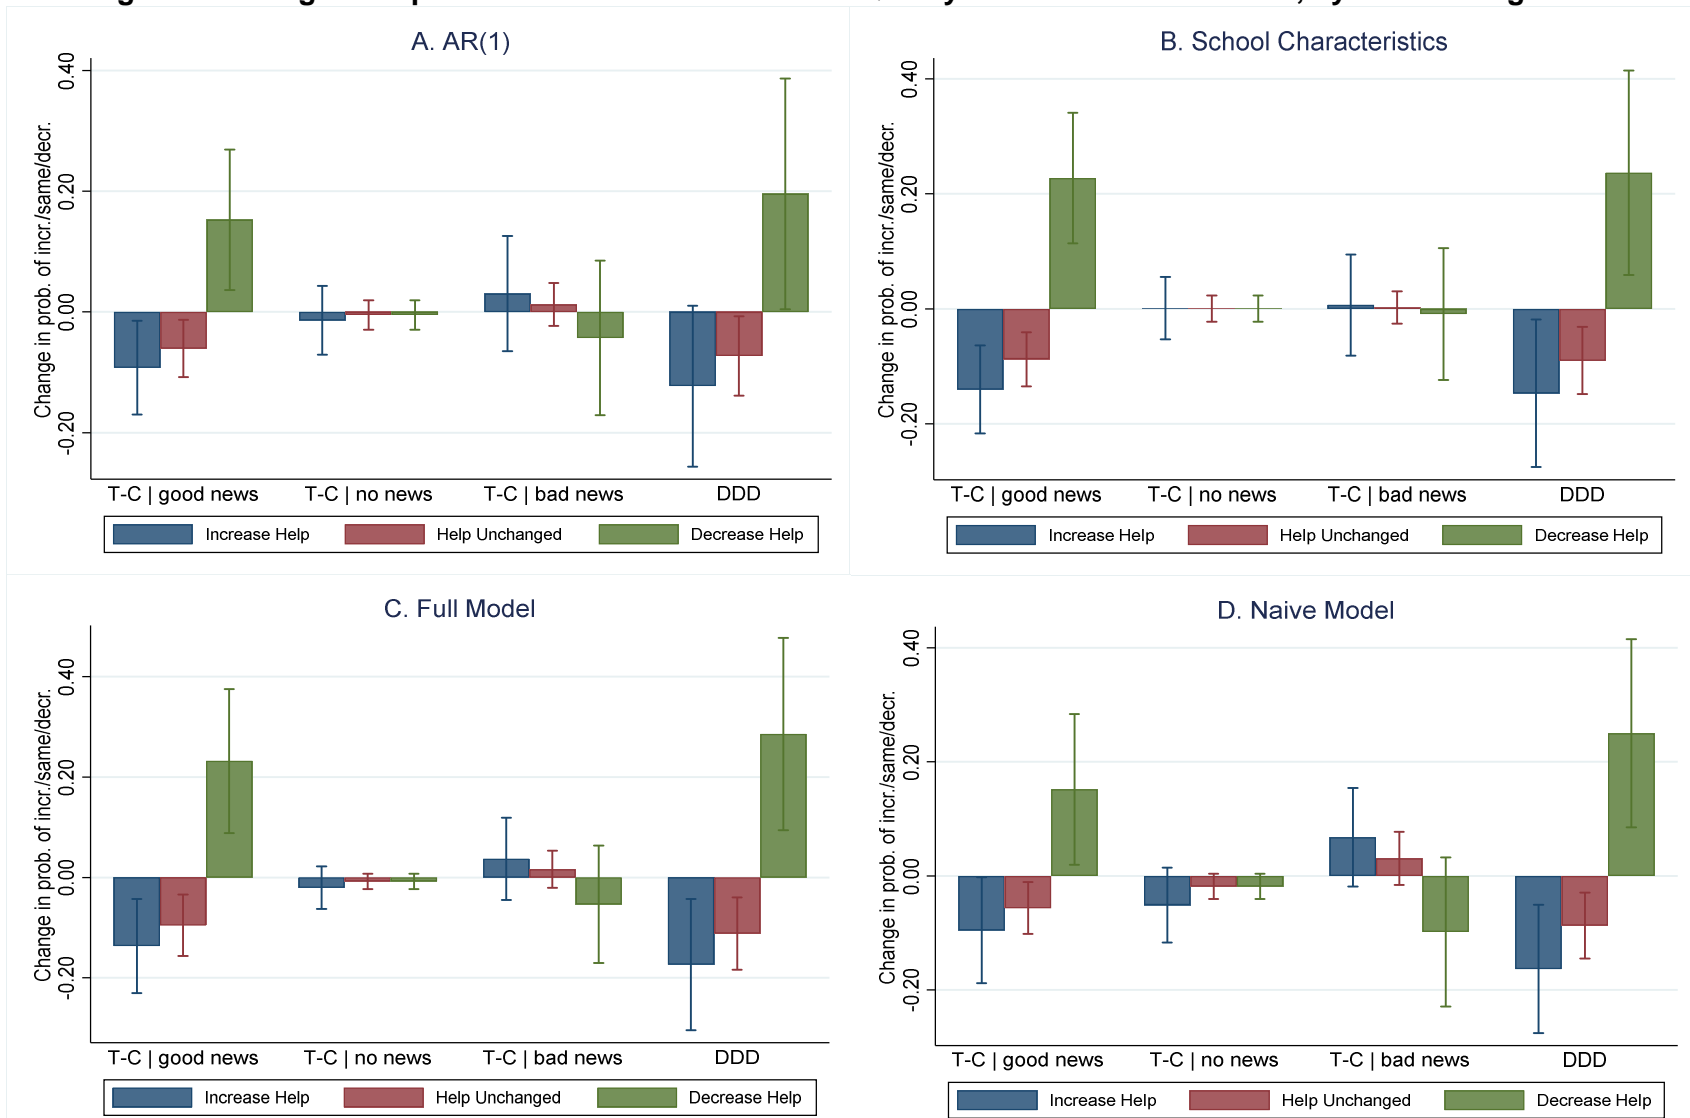 A. AR(1)
Change in prob. of incr./same/decr.
0.40
0.20
0.00
-0.20
T-C | good news T-C | no news T-C | bad news DDD
Increase Help Help Unchanged Decrease Help
B. School Characteristics
Change in prob. of incr./same/decr.
0.40
0.20
0.00
-0.20
T-C | good news T-C | no news T-C | bad news DDD
Increase Help Help Unchanged Decrease Help
C. Full Model
Change in prob. of incr./same/decr.
0.40
0.20
0.00
-0.20
T-C | good news T-C | no news T-C | bad news DDD
Increase Help Help Unchanged Decrease Help
D. Naive Model
Change in prob. of incr./same/decr.
0.40
0.20
0.00
-0.20
T-C | good news T-C | no news T-C | bad news DDD
Increase Help Help Unchanged Decrease Help